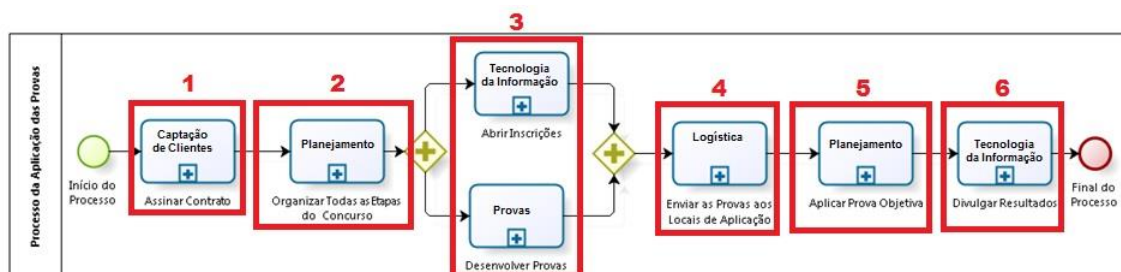 Processo da Aplicação das Provas
Início do
Processo
1
Captação
de Clientes
Assinar Contrato
2
Planejamento
Organizar Todas as Etapas
do Concurso
3
Tecnologia
da Informação
Abrir Inscrições
Provas
Desenvolver Provas
4
Logística
Enviar as Provas aos
Locais de Aplicação
5
Planejamento
Aplicar Prova Objetiva
6
Tecnologia
da Informação
Divulgar Resultados
Final do
Processo